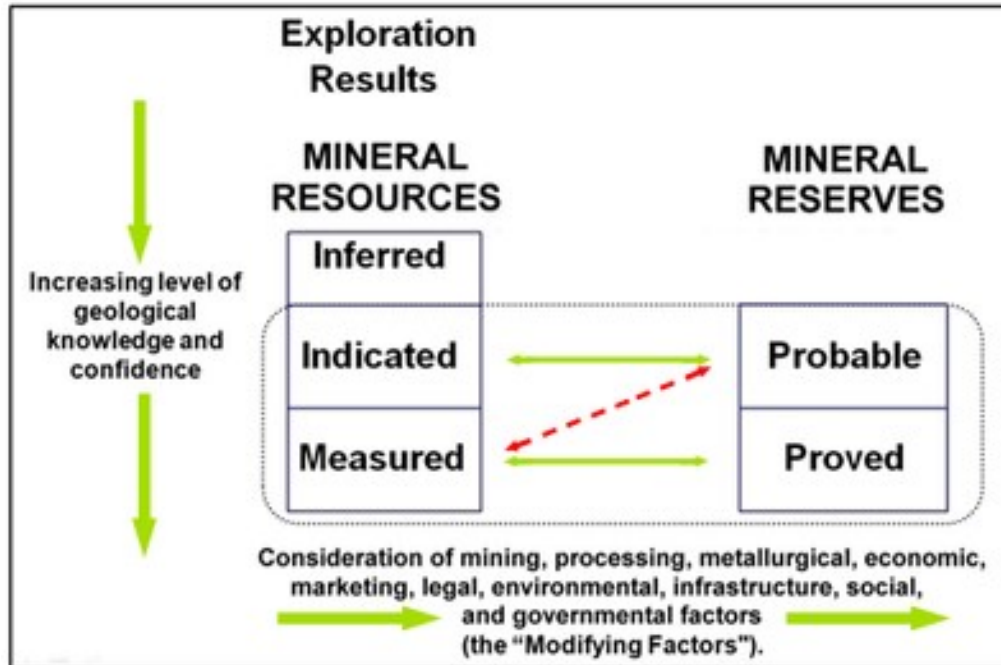 Exploration
Results
MINERAL
RESOURCES
MINERAL
RESERVES
Inferred
Increasing level of
geological
knowledge and
confidence
Indicated
Probable
Measured
Proved
Consideration of mining, processing, metallurgical, economic,
marketing, legal, environmental, infrastructure, social,
and governmental factors
(the “Modifying Factors").